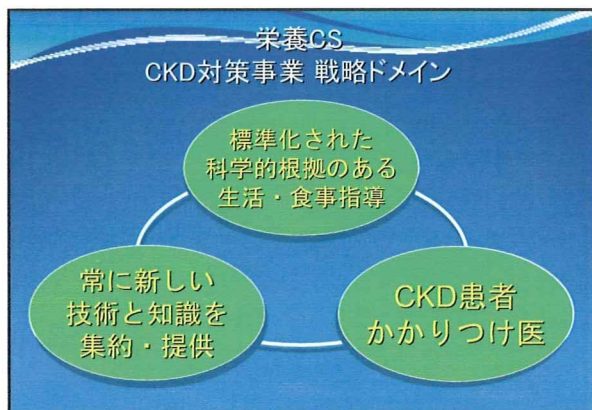 栄養CS
CKD対策事業 戦略ドメイン
標準化された
科学的根拠のある
生活・食事指導
常に新しい
技術と知識を
集約・提供
CKD患者
かかりつけ医